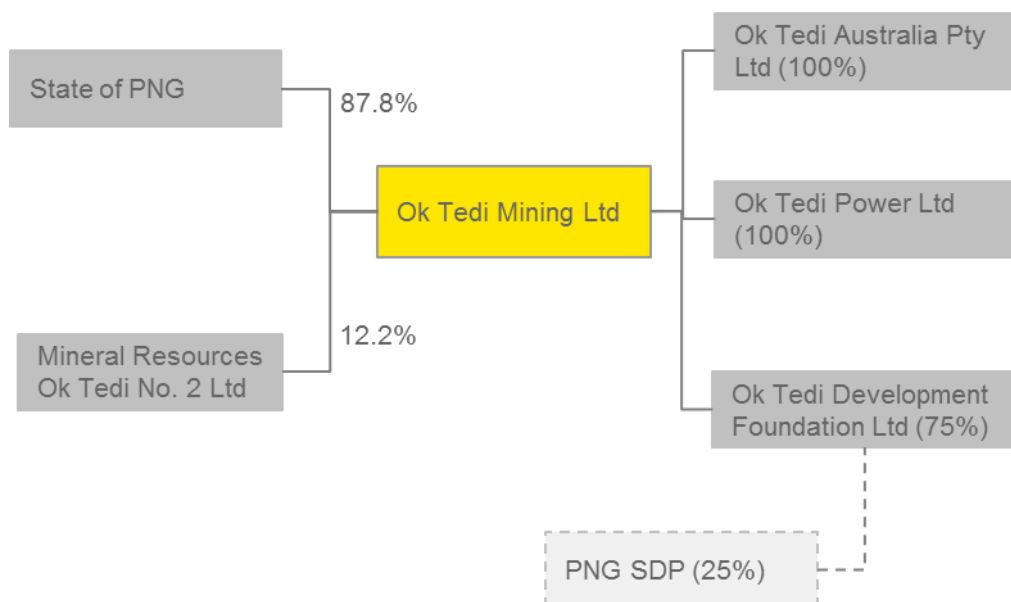 State of PNG
87.8%
Ok Tedi Mining Ltd
12.2%
Mineral Resources
Ok Tedi No. 2 Ltd
Ok Tedi Australia Pty
Ltd (100%)
Ok Tedi Power Ltd
(100%)
Ok Tedi Development
Foundation Ltd (75%)
PNG SDP (25%)